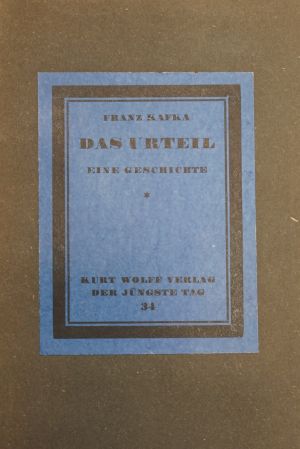 FRANZ KAFKA
DAS URTEIL
EINE GESCHICHTE
*
KURT WOLFF VERLAG
DER JÜNGSTE TAG
34